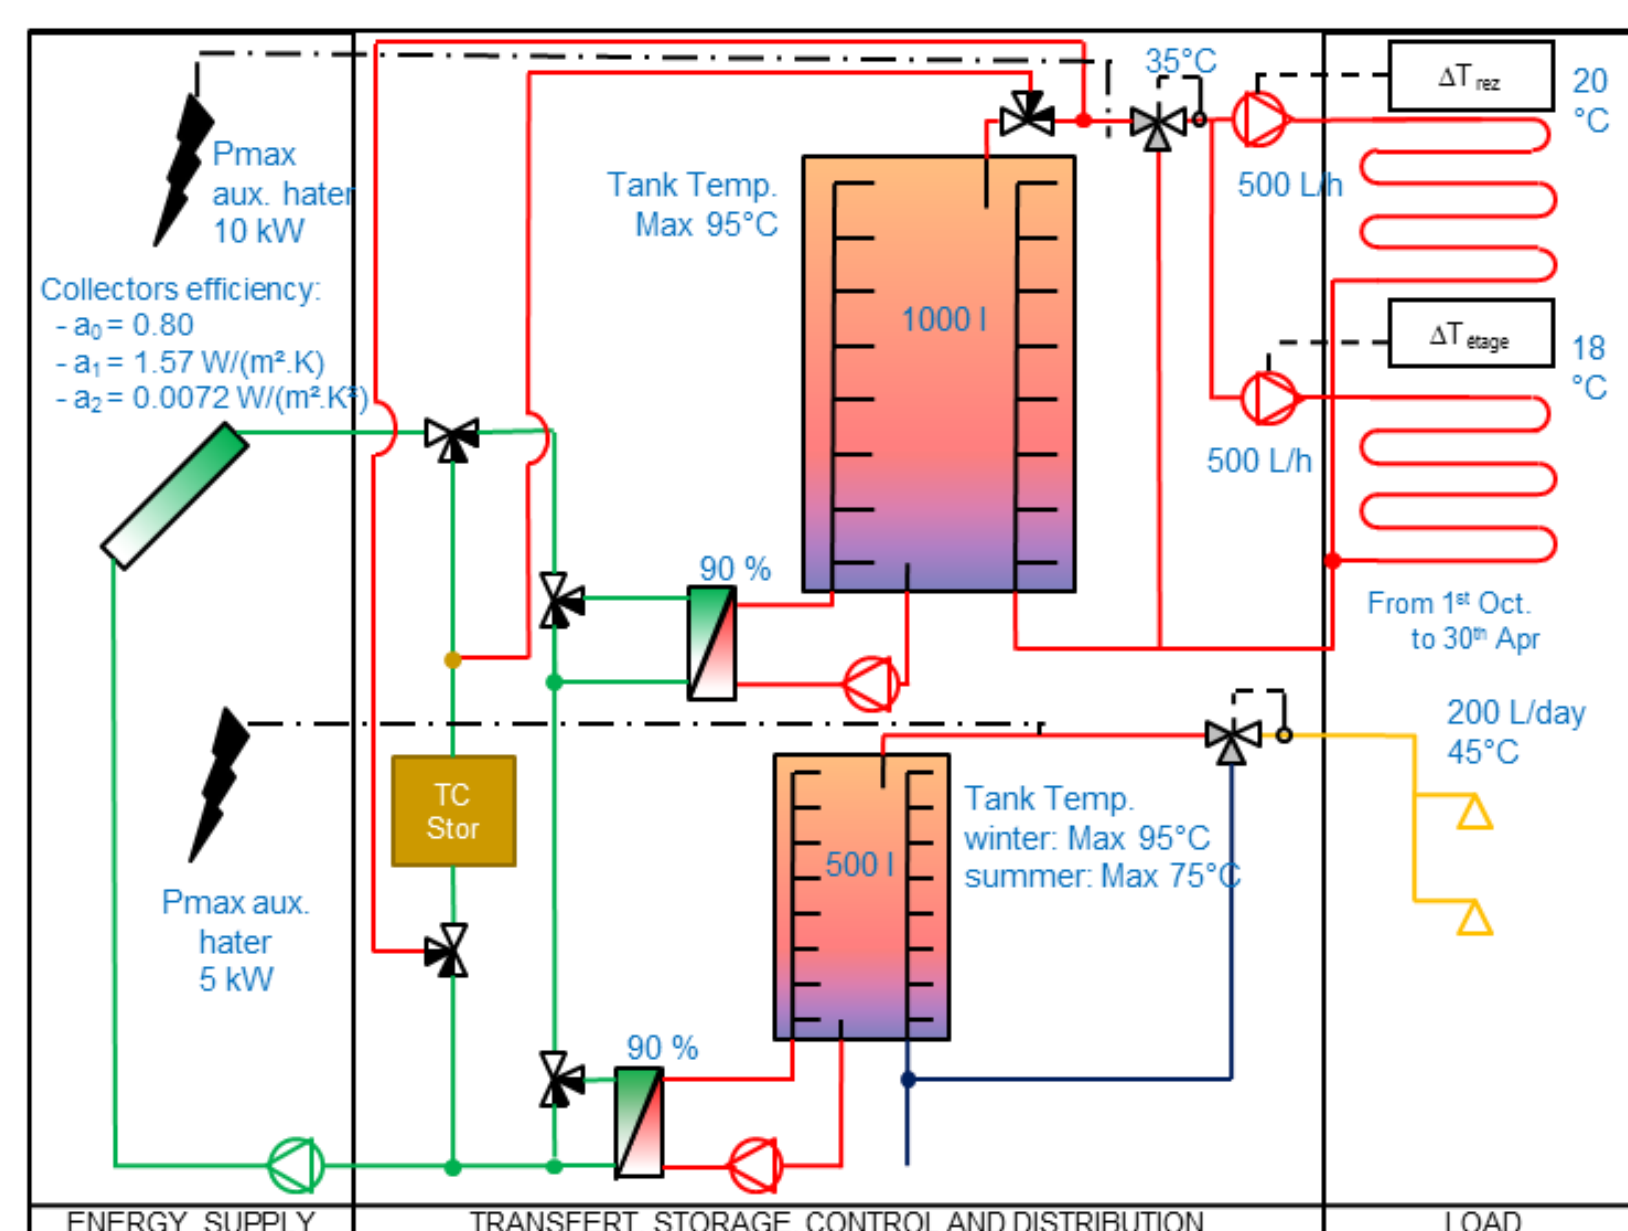 35°C
ΔT rez
20
°C
Pmax
aux. hater
10 kW
Tank Temp.
Max 95°C
500 L/h
Collectors efficiency:
- a0 = 0.80
- a1 = 1.57 W/(m².K)
- a2 = 0.0072 W/(m².K²)
1000 l
ΔT étage
18
°C
500 L/h
90 %
From 1st Oct.
to 30th Apr
200 L/day
45°C
TC
Stor
Tank Temp.
winter: Max 95°C
summer: Max 75°C
500 l
Pmax aux.
hater
5 kW
90 %
ENERGY SUPPLY
TRANSFERT, STORAGE, CONTROL AND DISTRIBUTION
LOAD